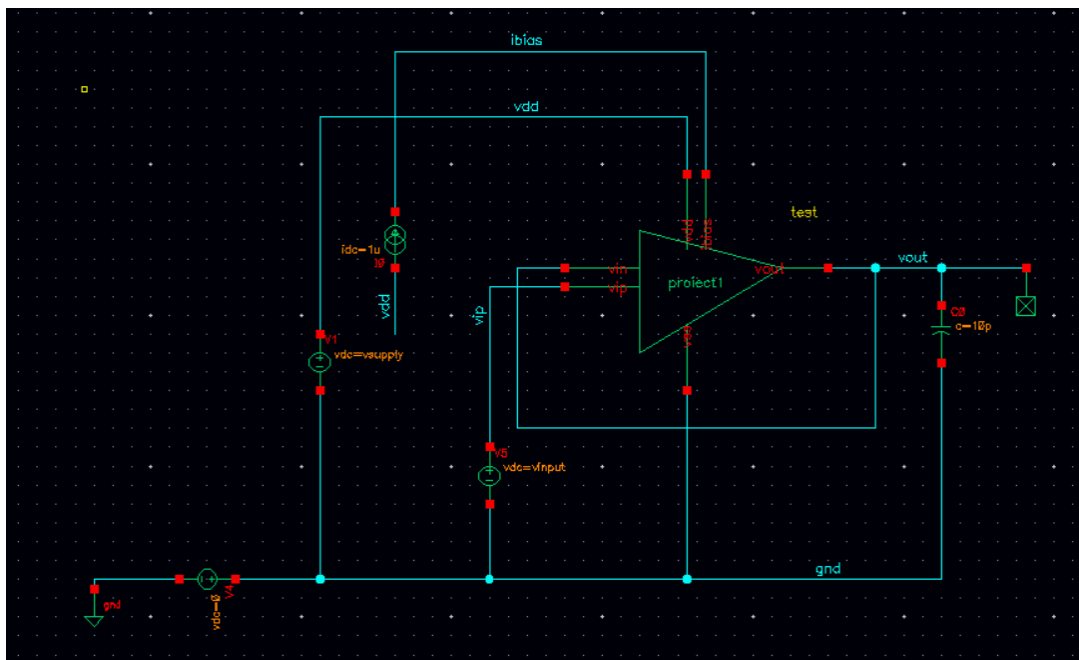 ibias
vdd
test
idc=1u
I0
vdd
vdd
ibias
vin
vip
project1
vout
vout
vip
C0
c=10p
vss
V1
vdc=vsupply
V5
vdc=vinput
gnd
V4
vdc=0
gnd